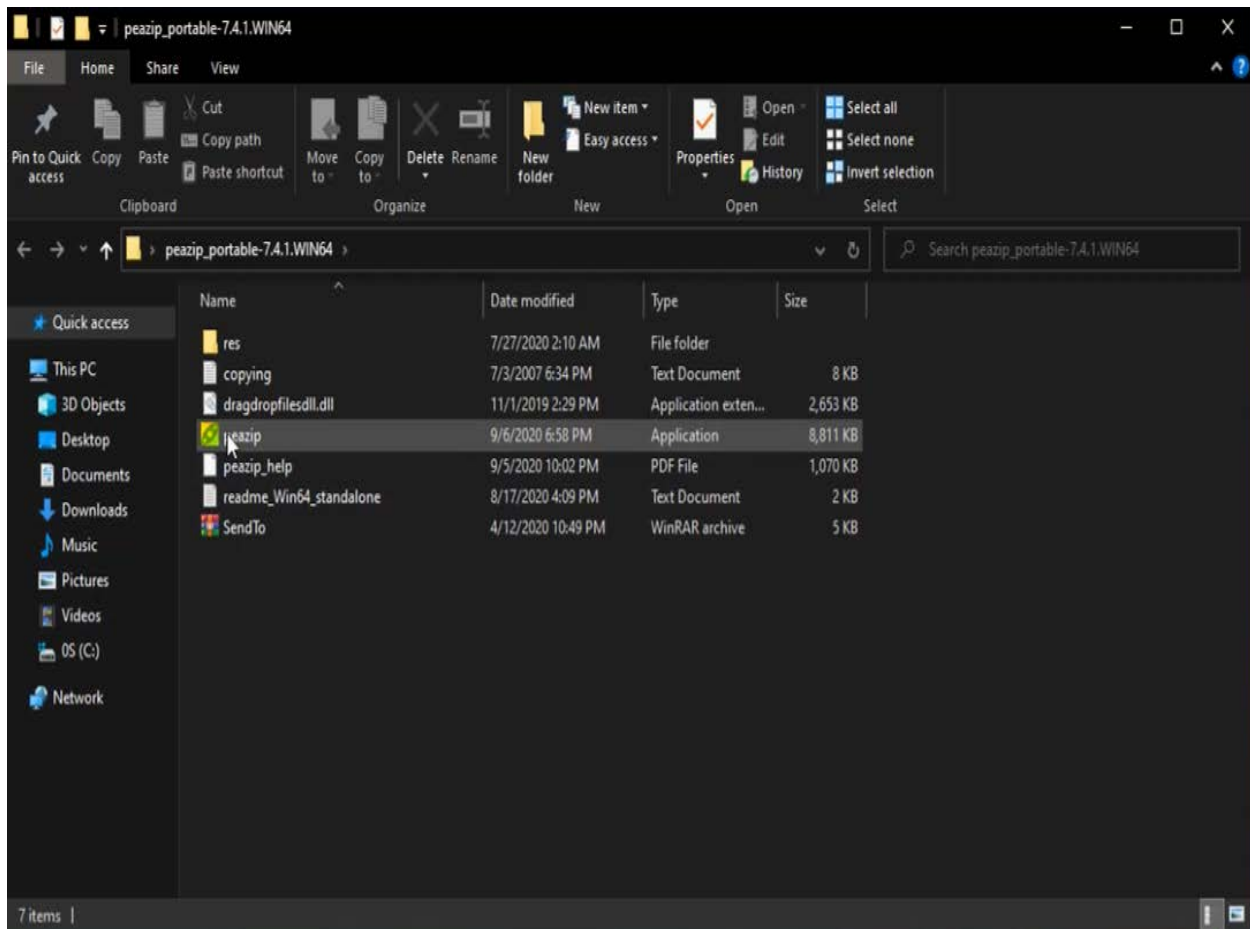 peazip_portable-7.4.1.WIN64
File Home Share View
Pin to Quick access
Copy
Paste
Cut
Copy path
Paste shortcut
Move to
Copy to
Delete
Rename
New folder
New item
Easy access
Properties
Open
Edit
History
Select all
Select none
Invert selection
Clipboard Organize New Open Select
peazip_portable-7.4.1.WIN64
Search peazip_portable-7.4.1.WIN64
Quick access
This PC
3D Objects
Desktop
Documents
Downloads
Music
Pictures
Videos
OS (C:)
Network
Name Date modified Type Size
res 7/27/2020 2:10 AM File folder
copying 7/3/2007 6:34 PM Text Document 8 KB
dragdropfilesdll.dll 11/1/2019 2:29 PM Application exten... 2,653 KB
peazip 9/6/2020 6:58 PM Application 8,811 KB
peazip_help 9/5/2020 10:02 PM PDF File 1,070 KB
readme_Win64_standalone 8/17/2020 4:09 PM Text Document 2 KB
SendTo 4/12/2020 10:49 PM WinRAR archive 5 KB
7 items